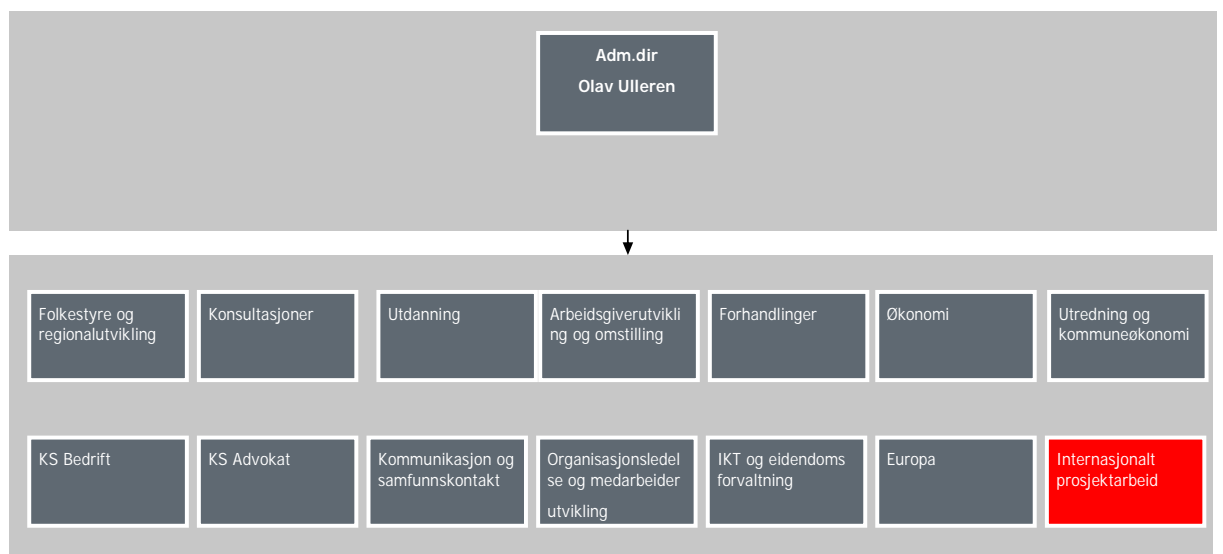 Adm.dir
Olav Ulleren
Folkestyre og
regionalutvikling
Konsultasjoner
Utdanning
Arbeidsgiverutvikli
ng og omstilling
Forhandlinger
Økonomi
Utredning og
kommuneøkonomi
KS Bedrift
KS Advokat
Kommunikasjon og
samfunnskontakt
Organisasjonsledel
se og medarbeider
utvikling
IKT og eidendoms
forvaltning
Europa
Internasjonalt
prosjektarbeid